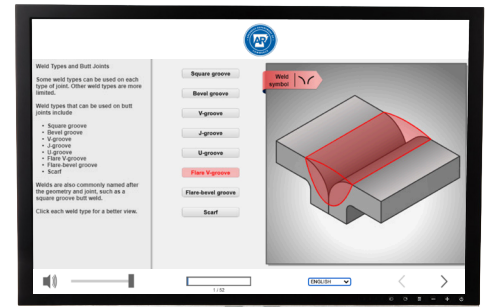 AP
Weld Types and Butt Joints
Some weld types can be used on each
type of joint. Other weld types are more
limited.
Weld types that can be used on butt
joints include
• Square groove
• Bevel groove
• V-groove
• J-groove
• U-groove
• Flare V-groove
• Flare-bevel groove
• Scarf
Welds are also commonly named after
the geometry and joint, such as a
square groove butt weld.
Click each weld type for a better view.
Square groove
Bevel groove
V-groove
J-groove
U-groove
Flare V-groove
Flare-bevel groove
Scarf
Weld
symbol
1 / 52
ENGLISH